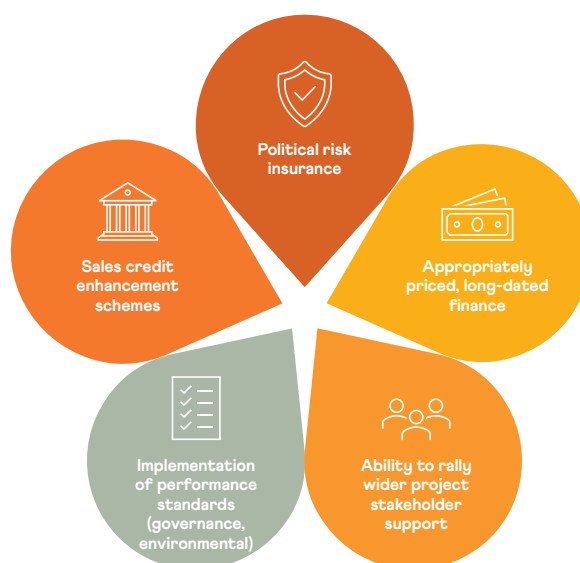 Political risk
insurance
Appropriately
priced, long-dated
finance
Ability to rally
wider project
stakeholder
support
Implementation
of performance
standards
(governance,
environmental)
Sales credit
enhancement
schemes